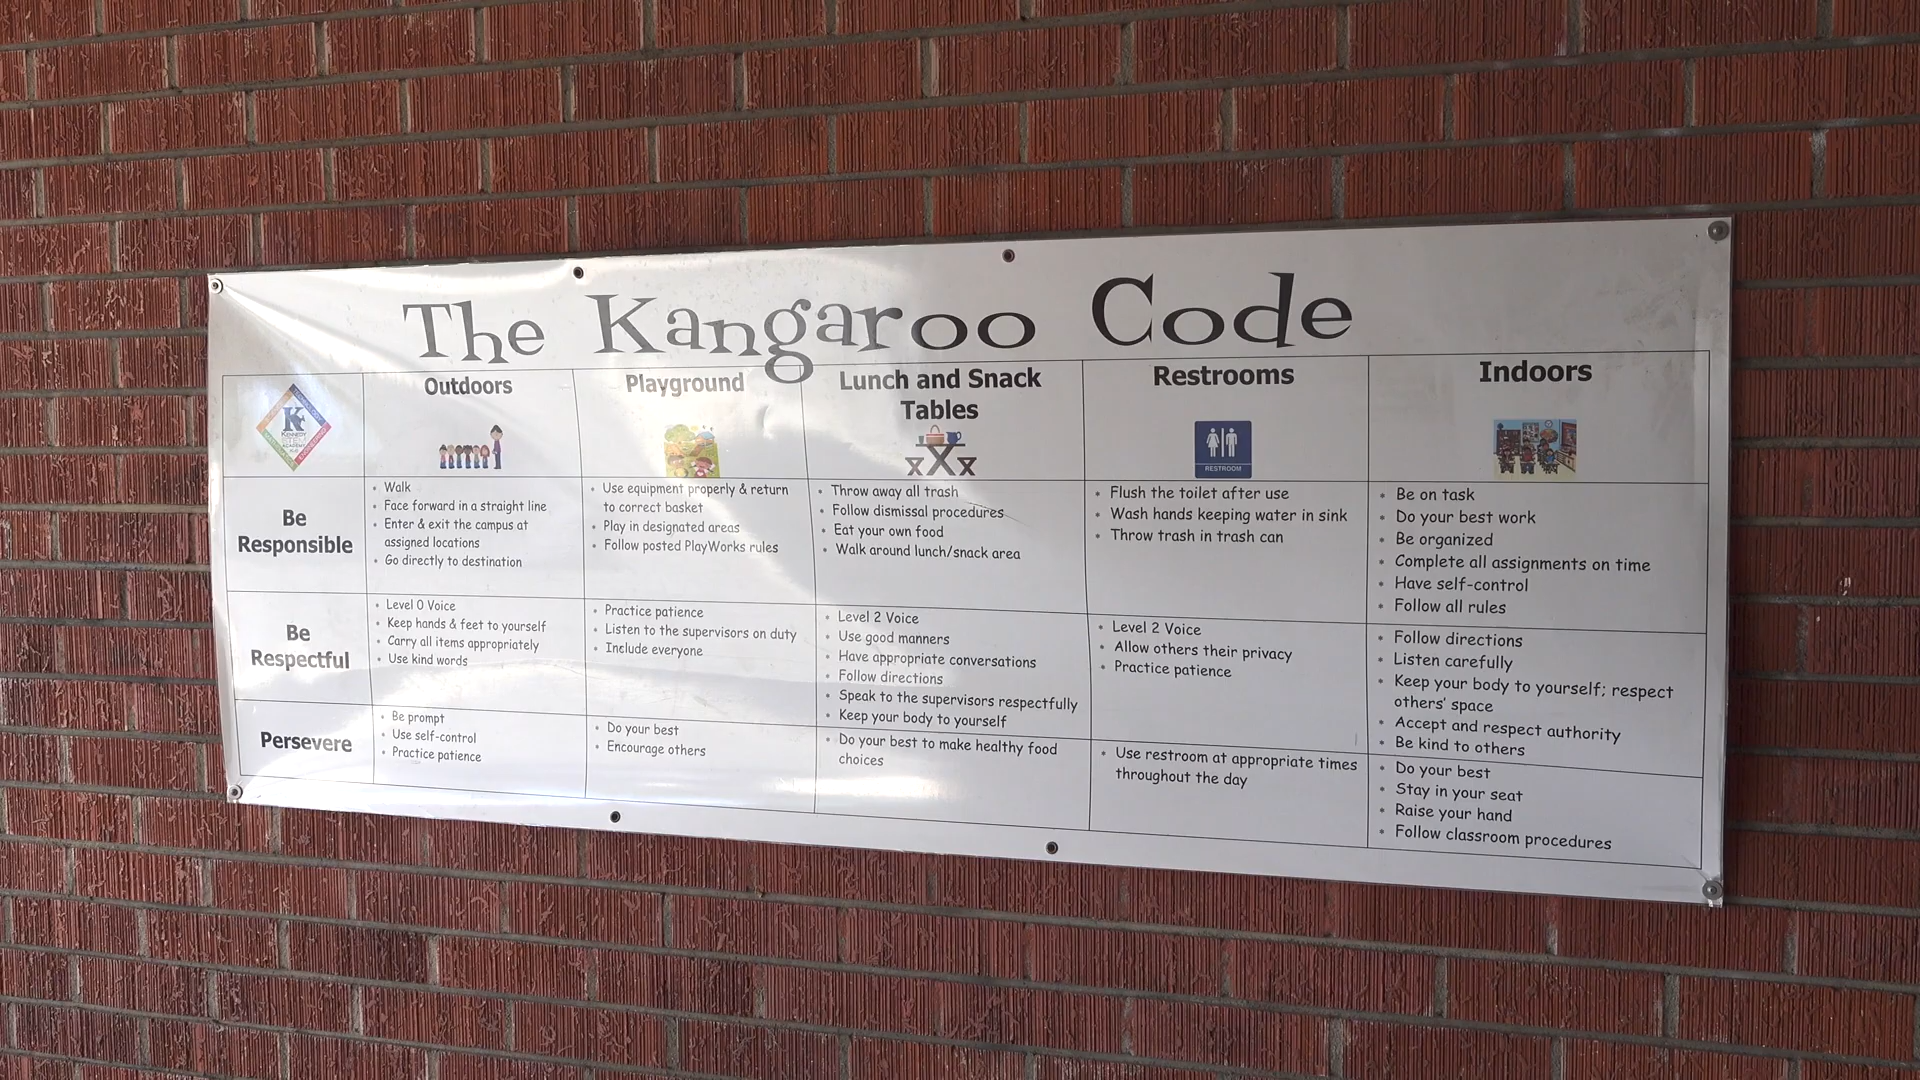 The Kangaroo Code
KENNEDY
STEM
ACADEMY
Outdoors
Playground
Lunch and Snack
Tables
Restrooms
RESTROOM
Indoors
Be
Responsible
• Walk
• Face forward in a straight line
• Enter & exit the campus at
assigned locations
• Go directly to destination
• Use equipment properly & return
to correct basket
• Play in designated areas
• Follow posted PlayWorks rules
• Throw away all trash
• Follow dismissal procedures
• Eat your own food
• Walk around lunch/snack area
• Flush the toilet after use
• Wash hands keeping water in sink
• Throw trash in trash can
• Be on task
• Do your best work
• Be organized
• Complete all assignments on time
• Have self-control
• Follow all rules
Be
Respectful
• Level 0 Voice
• Keep hands & feet to yourself
• Carry all items appropriately
• Use kind words
• Practice patience
• Listen to the supervisors on duty
• Include everyone
• Level 2 Voice
• Use good manners
• Have appropriate conversations
• Follow directions
• Speak to the supervisors respectfully
• Keep your body to yourself
• Level 2 Voice
• Allow others their privacy
• Practice patience
• Follow directions
• Listen carefully
• Keep your body to yourself; respect
others' space
• Accept and respect authority
• Be kind to others
Persevere
• Be prompt
• Use self-control
• Practice patience
• Do your best
• Encourage others
• Do your best to make healthy food
choices
• Use restroom at appropriate times
throughout the day
• Do your best
• Stay in your seat
• Raise your hand
• Follow classroom procedures